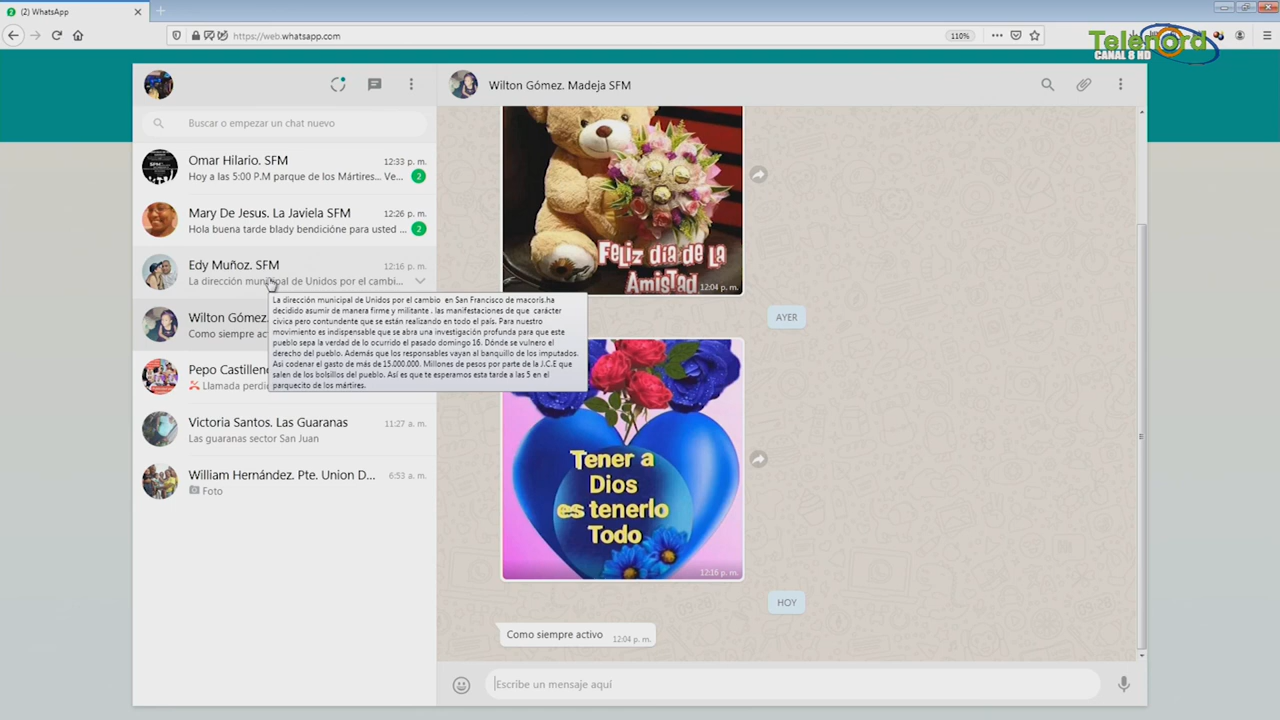 (2) WhatsApp
https://web.whatsapp.com
110%
Telenord
CANAL 8 HD
Wilton Gómez. Madeja SFM
Buscar o empezar un chat nuevo
Omar Hilarío. SFM
12:33 p. m.
Hoy a las 5:00 P.M parque de los Mártires... Ve...
2
Mary De Jesus. La Javiela SFM
12:26 p. m.
Hola buena tarde blady bendicióne para usted ...
2
Edy Muñoz. SFM
12:16 p. m.
La dirección municipal de Unidos por el cambi...
La dirección municipal de Unidos por el cambio en San Francisco de macorís.ha
decidido asumir de manera firme y militante . las manifestaciones de que carácter
cívica pero contundente que se están realizando en todo el país. Para nuestro
movimiento es indispensable que se abra una investigación profunda para que este
pueblo sepa la verdad de lo ocurrido el pasado domingo 16. Dónde se vulnero el
derecho del pueblo. Además que los responsables vayan al banquillo de los imputados.
Así codenar el gasto de más de 15.000.000. Millones de pesos por parte de la J.C.E que
salen de los bolsillos del pueblo. Así es que te esperamos esta tarde a las 5 en el
parquecito de los mártires.
Wilton Gómez.
Como siempre ac
Pepo Castilleno
Llamada perdi
Victoria Santos. Las Guaranas
11:27 a. m.
Las guaranas sector San Juan
William Hernández. Pte. Union D...
6:53 a. m.
Foto
Feliz día de la
Amistad
12:04 p. m.
AYER
Tener a
Dios
es tenerlo
Todo
12:16 p. m.
HOY
Como siempre activo
12:04 p. m.
Escribe un mensaje aquí